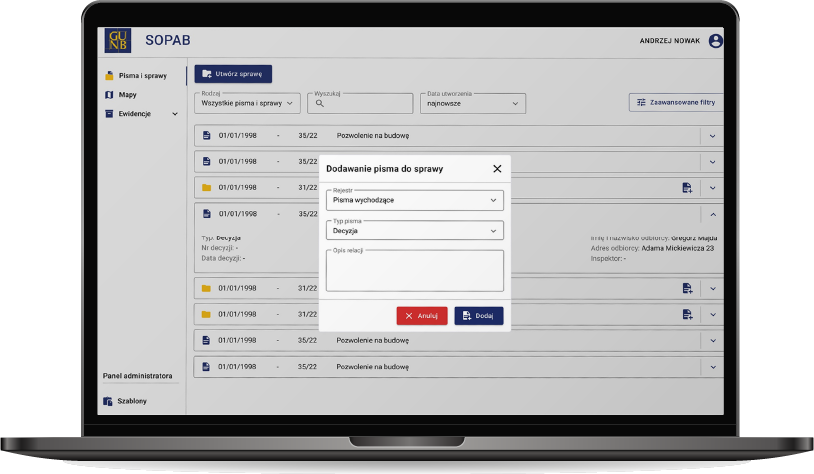 GU
NB
SOPAB
ANDRZEJ NOWAK
Pisma i sprawy
Mapy
Ewidencje
Utwórz sprawę
Rodzaj
Wszystkie pisma i sprawy
Wyszukaj
Data utworzenia
najnowsze
Zaawansowane filtry
01/01/1998 - 35/22 Pozwolenie na budowę
01/01/1998 - 35/22
01/01/1998 - 31/22
01/01/1998 - 35/22
Typ: Decyzja
Nr decyzji: -
Data decyzji: -
Imię i nazwisko odbiorcy: Gregorz Majda
Adres odbiorcy: Adama Mickiewicza 23
Inspektor: -
01/01/1998 - 31/22
01/01/1998 - 31/22
01/01/1998 - 35/22 Pozwolenie na budowę
01/01/1998 - 35/22 Pozwolenie na budowę
Dodawanie pisma do sprawy
Rejestr
Pisma wychodzące
Typ pisma
Decyzja
Opis relacji
Anuluj
Dodaj
Panel administratora
Szablony